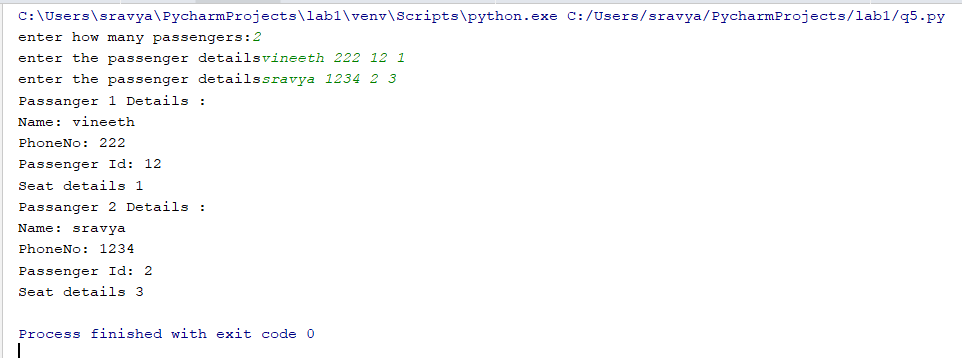 C:\Users\sravya\PycharmProjects\lab1\venv\Scripts\python.exe C:/Users/sravya/PycharmProjects/lab1/q5.py
enter how many passengers:2
enter the passenger detailsvineeth 222 12 1
enter the passenger detailssravya 1234 2 3
Passanger 1 Details :
Name: vineeth
PhoneNo: 222
Passenger Id: 12
Seat details 1
Passanger 2 Details :
Name: sravya
PhoneNo: 1234
Passenger Id: 2
Seat details 3
Process finished with exit code 0